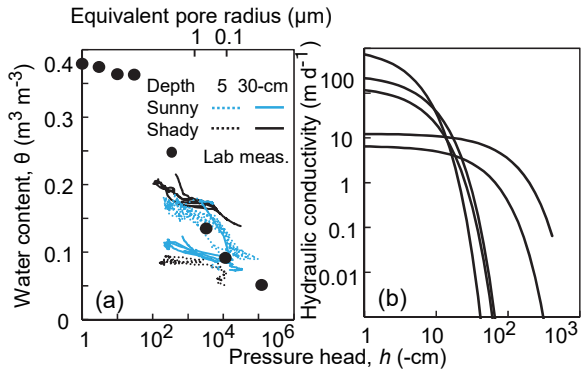 Equivalent pore radius (μm)
1 0.1
0.4
0.3
0.2
0.1
0
Water content, θ (m³ m⁻³)
Depth 5 30-cm
Sunny
Shady
Lab meas.
(a)
1 10² 10⁴ 10⁶
Hydraulic conductivity (m d⁻¹)
100
10
1
0.1
0.01
(b)
1 10 10² 10³
Pressure head, h (-cm)